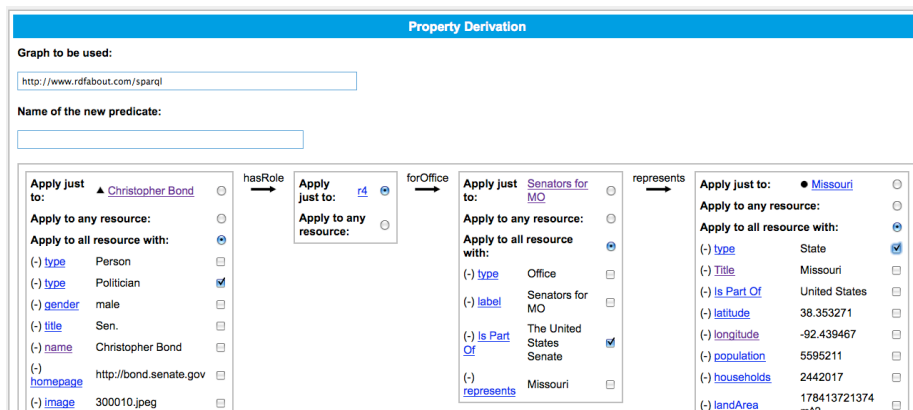 Property Derivation
Graph to be used:
http://www.rdfabout.com/sparql
Name of the new predicate:
Apply just to: ▲ Christopher Bond
Apply to any resource:
Apply to all resource with:
(-) type Person
(-) type Politician
(-) gender male
(-) title Sen.
(-) name Christopher Bond
(-) homepage http://bond.senate.gov
(-) image 300010.jpeg
hasRole
Apply just to: r4
Apply to any resource:
forOffice
Apply just to: Senators for MO
Apply to any resource:
Apply to all resource with:
(-) type Office
(-) label Senators for MO
(-) Is Part Of The United States Senate
(-) represents Missouri
represents
Apply just to: ● Missouri
Apply to any resource:
Apply to all resource with:
(-) type State
(-) Title Missouri
(-) Is Part Of United States
(-) latitude 38.353271
(-) longitude -92.439467
(-) population 5595211
(-) households 2442017
(-) landArea 178413721374